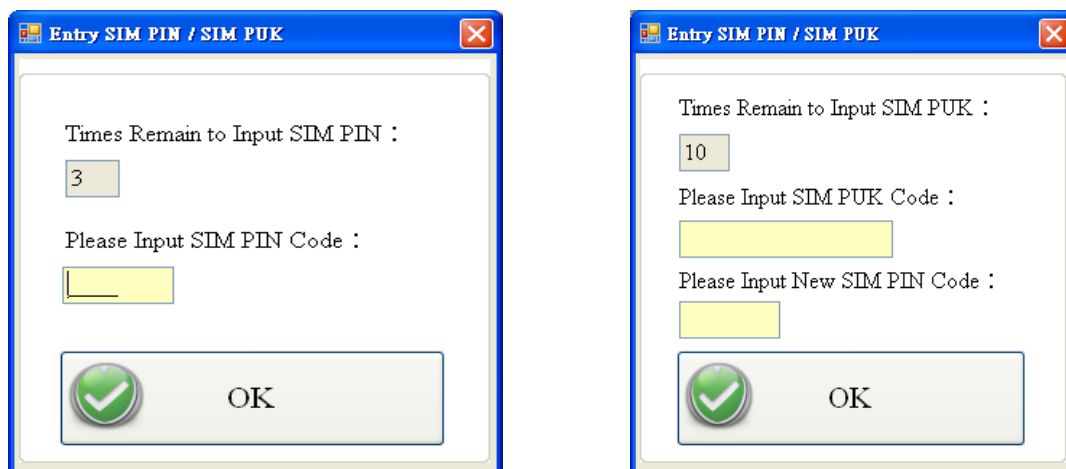 Entry SIM PIN / SIM PUK
Times Remain to Input SIM PIN：
3
Please Input SIM PIN Code：
OK
Entry SIM PIN / SIM PUK
Times Remain to Input SIM PUK：
10
Please Input SIM PUK Code：
Please Input New SIM PIN Code：
OK